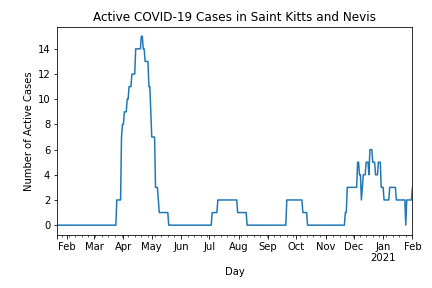 Active COVID-19 Cases in Saint Kitts and Nevis
14
12
10
8
6
4
2
0
Number of Active Cases
Feb Mar Apr May Jun Jul Aug Sep Oct Nov Dec Jan Feb
2021
Day